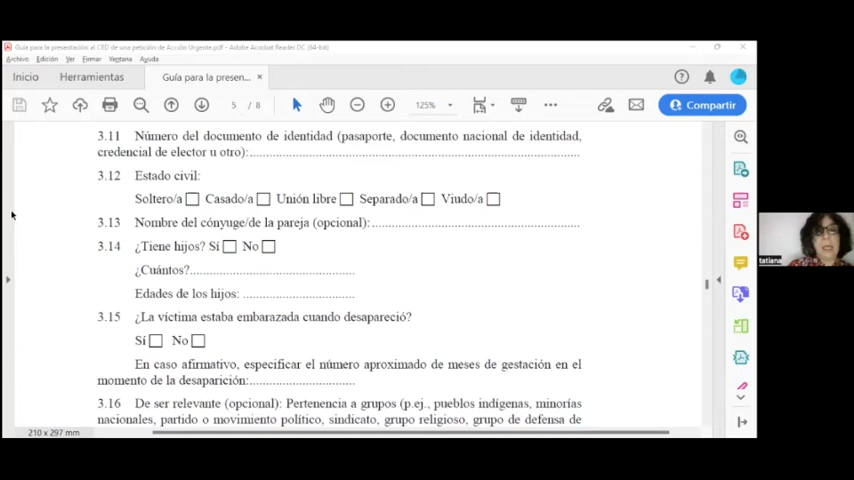 Guía para la presentación al CED de una petición de Acción Urgente.pdf - Adobe Acrobat Reader DC (64-bit)
Archivo Edición Ver Firmar Ventana Ayuda
Inicio Herramientas Guía para la presen... ×
5 / 8 125% Compartir
3.11 Número del documento de identidad (pasaporte, documento nacional de identidad,
credencial de elector u otro):
3.12 Estado civil:
Soltero/a Casado/a Unión libre Separado/a Viudo/a
3.13 Nombre del cónyuge/de la pareja (opcional):
3.14 ¿Tiene hijos? Sí No
¿Cuántos?
Edades de los hijos:
3.15 ¿La víctima estaba embarazada cuando desapareció?
Sí No
En caso afirmativo, especificar el número aproximado de meses de gestación en el
momento de la desaparición:
3.16 De ser relevante (opcional): Pertenencia a grupos (p.ej., pueblos indígenas, minorías
nacionales, partido o movimiento político, sindicato, grupo religioso, grupo de defensa de
210 x 297 mm
tatiana